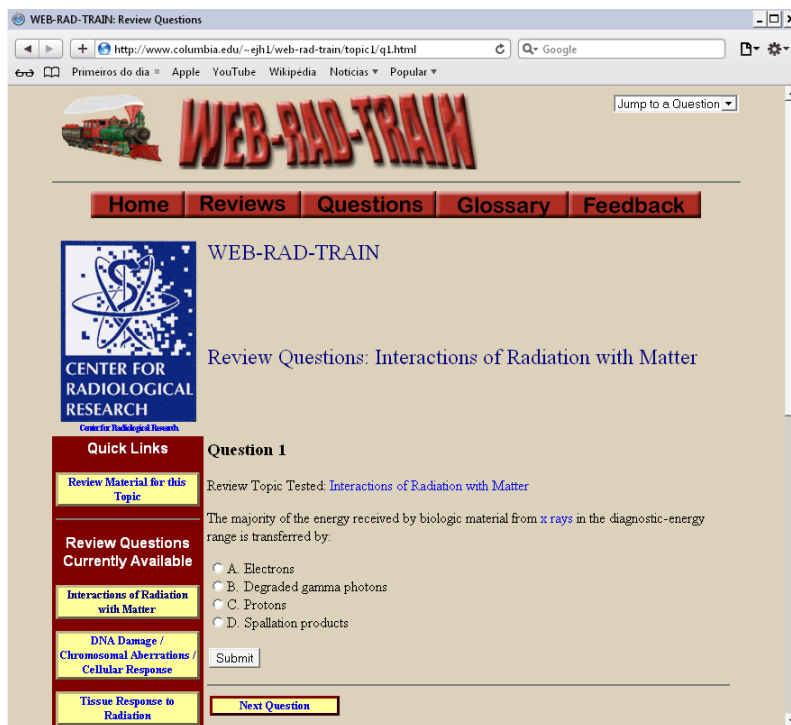 WEB-RAD-TRAIN: Review Questions
http://www.columbia.edu/~ejh1/web-rad-train/topic1/q1.html
Google
Primeiros do dia Apple YouTube Wikipédia Notícias Popular
WEB-RAD-TRAIN
Jump to a Question
Home Reviews Questions Glossary Feedback
CENTER FOR
RADIOLOGICAL
RESEARCH
Center for Radiological Research
WEB-RAD-TRAIN
Review Questions: Interactions of Radiation with Matter
Quick Links
Review Material for this
Topic
Review Questions
Currently Available
Interactions of Radiation
with Matter
DNA Damage /
Chromosomal Aberrations /
Cellular Response
Tissue Response to
Radiation
Question 1
Review Topic Tested: Interactions of Radiation with Matter
The majority of the energy received by biologic material from x rays in the diagnostic-energy
range is transferred by:
A. Electrons
B. Degraded gamma photons
C. Protons
D. Spallation products
Submit
Next Question